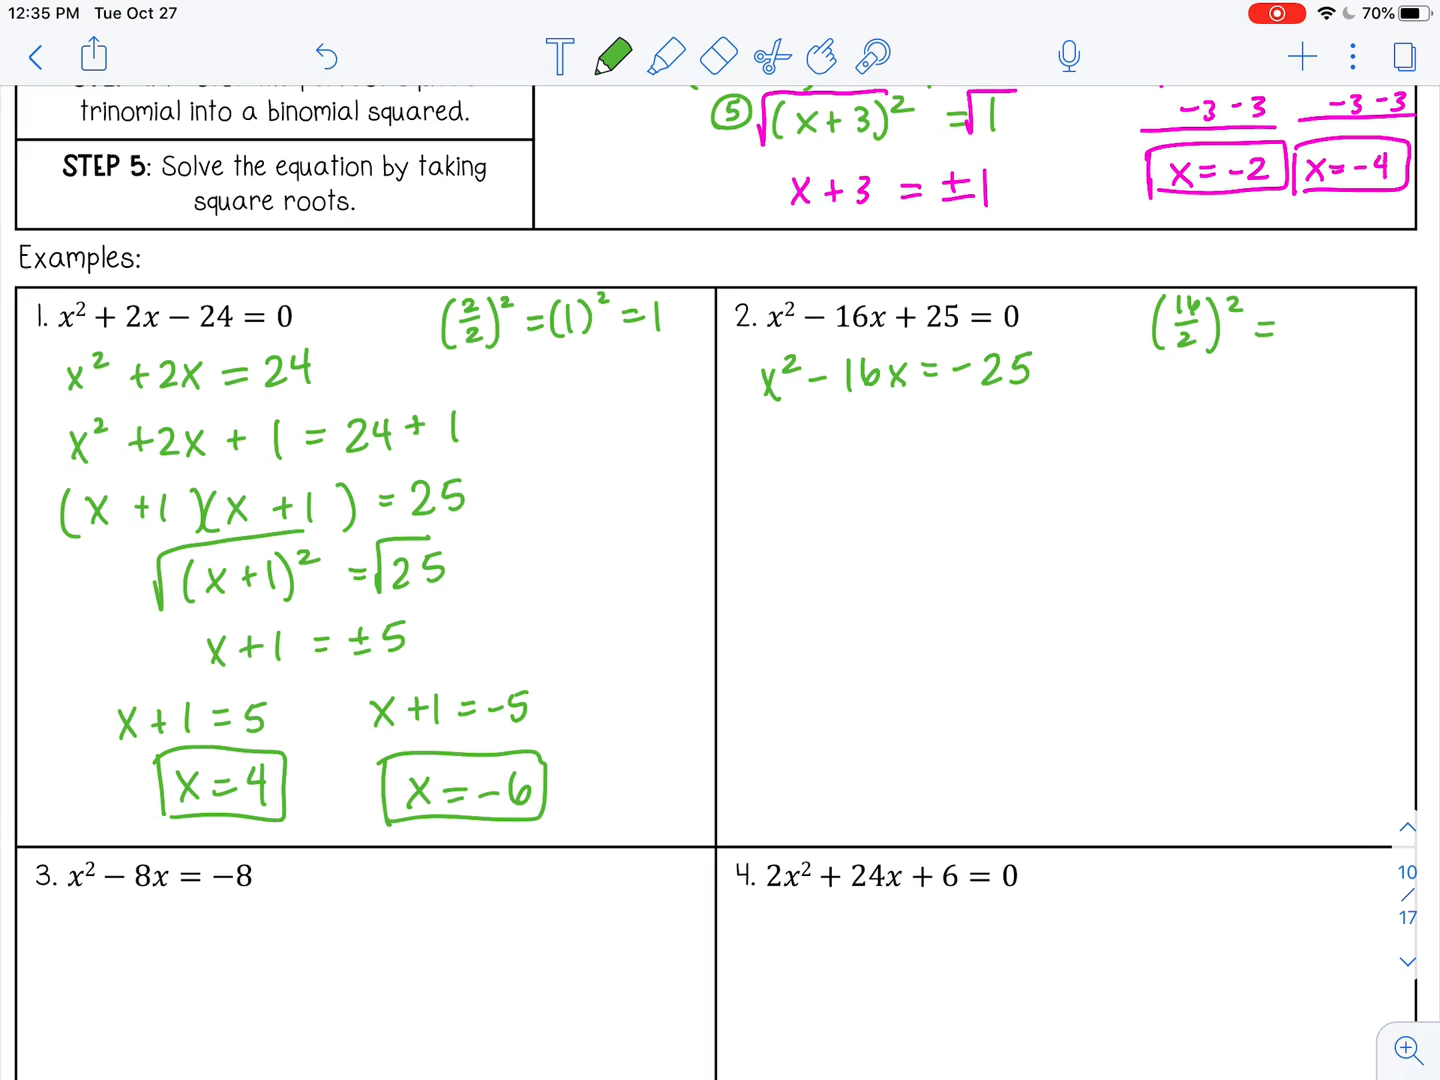 12:35 PM Tue Oct 27
70%
trinomial into a binomial squared.
STEP 5: Solve the equation by taking
square roots.
⑤ √(x+3)² = √1
x + 3 = ±1
-3 -3
-3 -3
x = -2
x = -4
Examples:
1. x² + 2x − 24 = 0
(2/2)² = (1)² = 1
x² + 2x = 24
x² + 2x + 1 = 24 + 1
(x + 1)(x + 1) = 25
√(x+1)² = √25
x + 1 = ±5
x + 1 = 5
x + 1 = -5
x = 4
x = -6
2. x² − 16x + 25 = 0
(16/2)² =
x² - 16x = -25
3. x² − 8x = −8
4. 2x² + 24x + 6 = 0
10
/
17